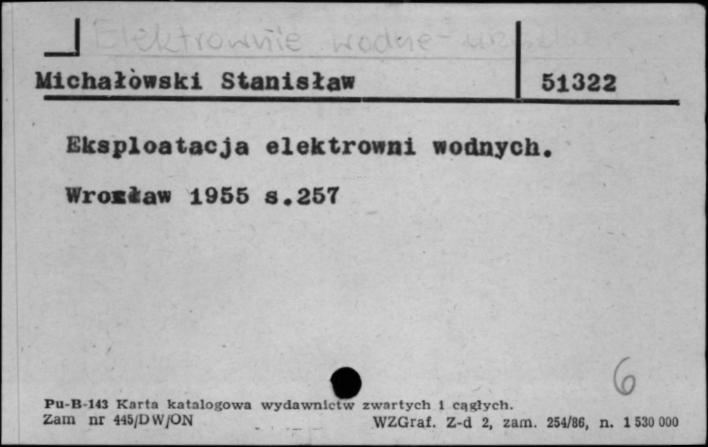 Elektrownie wodne -
Michałowski Stanisław 51322
Eksploatacja elektrowni wodnych.
Wrocław 1955 s.257
6
Pu-B-143 Karta katalogowa wydawnictw zwartych i ciągłych.
Zam nr 445/DW/ON WZGraf. Z-d 2, zam. 254/86, n. 1 530 000